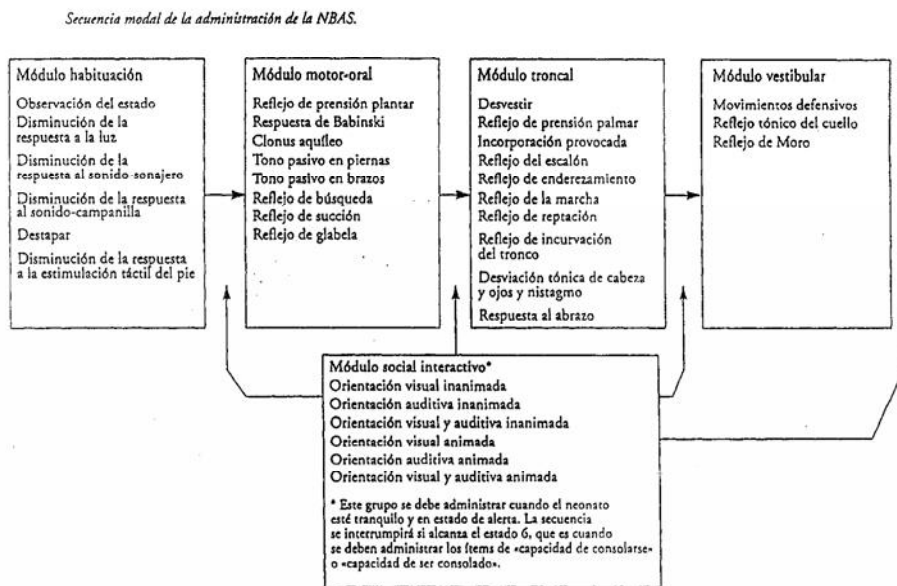 Secuencia modal de la administración de la NBAS.
Módulo habituación
Observación del estado
Disminución de la
respuesta a la luz
Disminución de la
respuesta al sonido-sonajero
Disminución de la respuesta
al sonido-campanilla
Destapar
Disminución de la respuesta
a la estimulación táctil del pie
Módulo motor-oral
Reflejo de prensión plantar
Respuesta de Babinski
Clonus aquíleo
Tono pasivo en piernas
Tono pasivo en brazos
Reflejo de búsqueda
Reflejo de succión
Reflejo de glabela
Módulo troncal
Desvestir
Reflejo de prensión palmar
Incorporación provocada
Reflejo del escalón
Reflejo de enderezamiento
Reflejo de la marcha
Reflejo de reptación
Reflejo de incurvación
del tronco
Desviación tónica de cabeza
y ojos y nistagmo
Respuesta al abrazo
Módulo vestibular
Movimientos defensivos
Reflejo tónico del cuello
Reflejo de Moro
Módulo social interactivo*
Orientación visual inanimada
Orientación auditiva inanimada
Orientación visual y auditiva inanimada
Orientación visual animada
Orientación auditiva animada
Orientación visual y auditiva animada
* Este grupo se debe administrar cuando el neonato
esté tranquilo y en estado de alerta. La secuencia
se interrumpirá si alcanza el estado 6, que es cuando
se deben administrar los ítems de «capacidad de consolarse»
o «capacidad de ser consolado».